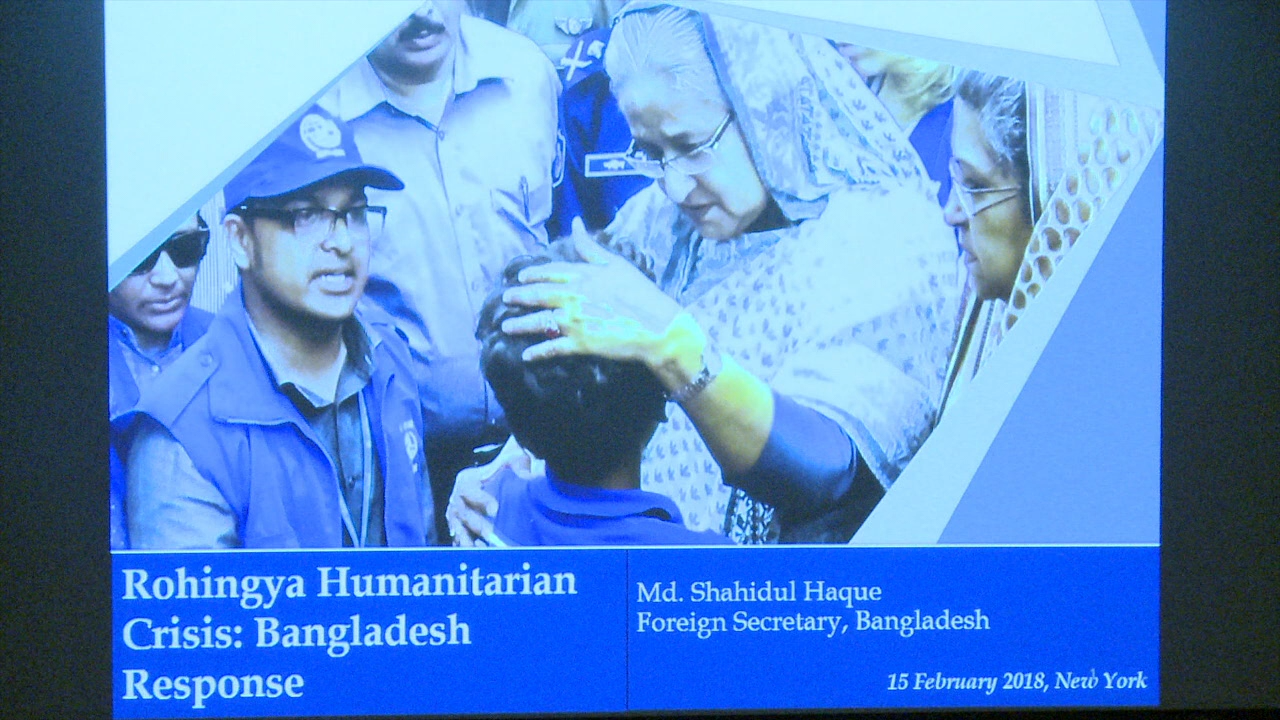 Rohingya Humanitarian
Crisis: Bangladesh
Response
Md. Shahidul Haque
Foreign Secretary, Bangladesh
15 February 2018, New York